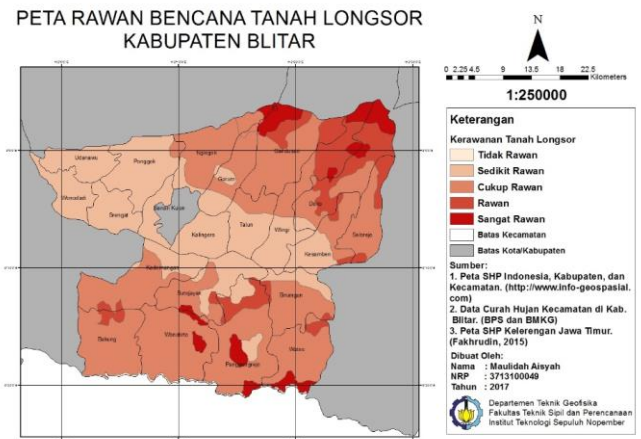 PETA RAWAN BENCANA TANAH LONGSOR
KABUPATEN BLITAR
N
0 2.25 4.5 9 13.5 18 22.5
Kilometers
1:250000
Keterangan
Kerawanan Tanah Longsor
Tidak Rawan
Sedikit Rawan
Cukup Rawan
Rawan
Sangat Rawan
Batas Kecamatan
Batas Kota/Kabupaten
Sumber:
1. Peta SHP Indonesia, Kabupaten, dan
Kecamatan. (http://www.info-geospasial.
com)
2. Data Curah Hujan Kecamatan di Kab.
Blitar. (BPS dan BMKG)
3. Peta SHP Kelerengan Jawa Timur.
(Fakhrudin, 2015)
Dibuat Oleh:
Nama : Maulidah Aisyah
NRP : 3713100049
Tahun : 2017
Departemen Teknik Geofisika
Fakultas Teknik Sipil dan Perencanaan
Institut Teknologi Sepuluh Nopember
Udanawu
Ponggok
Wonodadi
Srengat
Kanigoro
Talun
Wlingi
Kesamben
Selorejo
Doko
Kademangan
Binangun
Bakung
Wonotirto
Panggungrejo
Wates